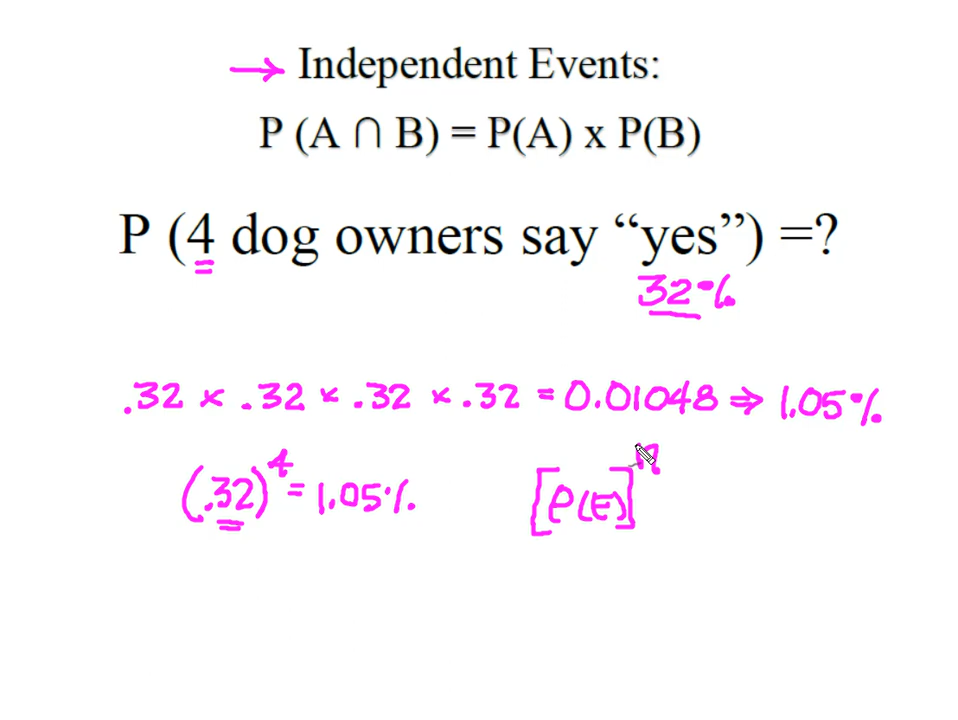 → Independent Events:
P (A ∩ B) = P(A) x P(B)
P (4 dog owners say “yes”) =?
32%
.32 × .32 × .32 × .32 = 0.01048 ⇒ 1.05%
(.32)^4 = 1.05% [P(E)]^n